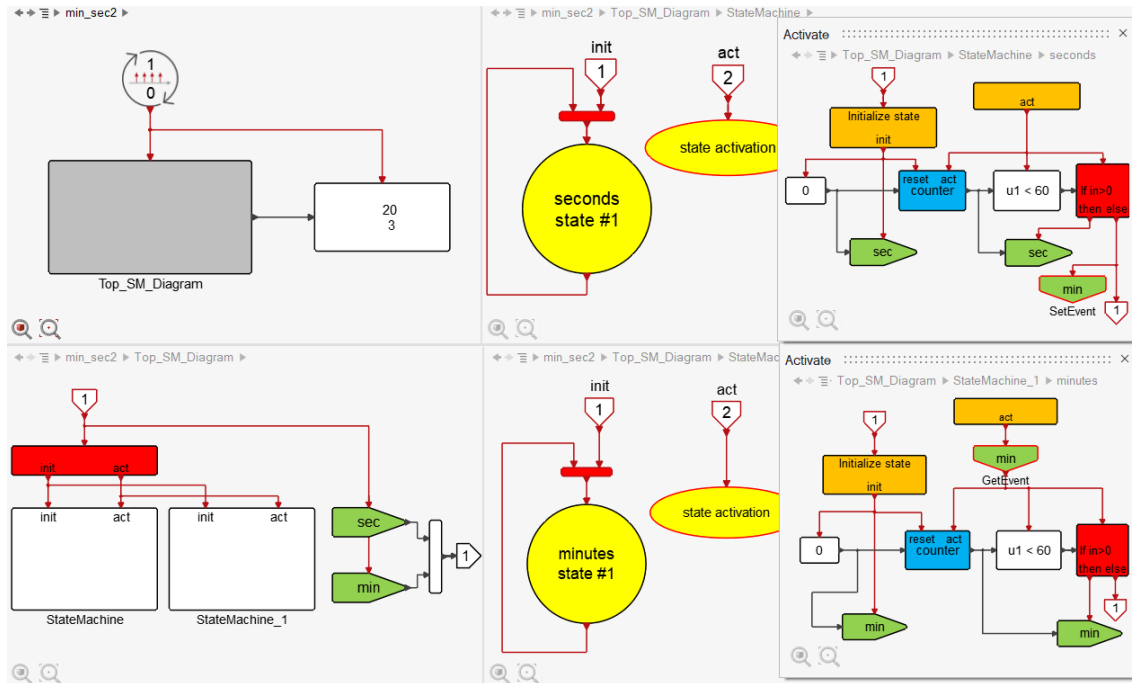 min_sec2
1
0
20
3
Top_SM_Diagram
min_sec2 Top_SM_Diagram StateMachine
init
1
act
2
state activation
seconds
state #1
Activate
Top_SM_Diagram StateMachine seconds
1
Initialize state
init
act
0
reset act
counter
u1 < 60
If in>0
then else
sec
sec
min
SetEvent
1
min_sec2 Top_SM_Diagram
1
init act
init act
init act
StateMachine
StateMachine_1
sec
min
1
min_sec2 Top_SM_Diagram StateMac
init
1
act
2
state activation
minutes
state #1
Activate
Top_SM_Diagram StateMachine_1 minutes
1
Initialize state
init
act
min
GetEvent
0
reset act
counter
u1 < 60
If in>0
then else
1
min
min